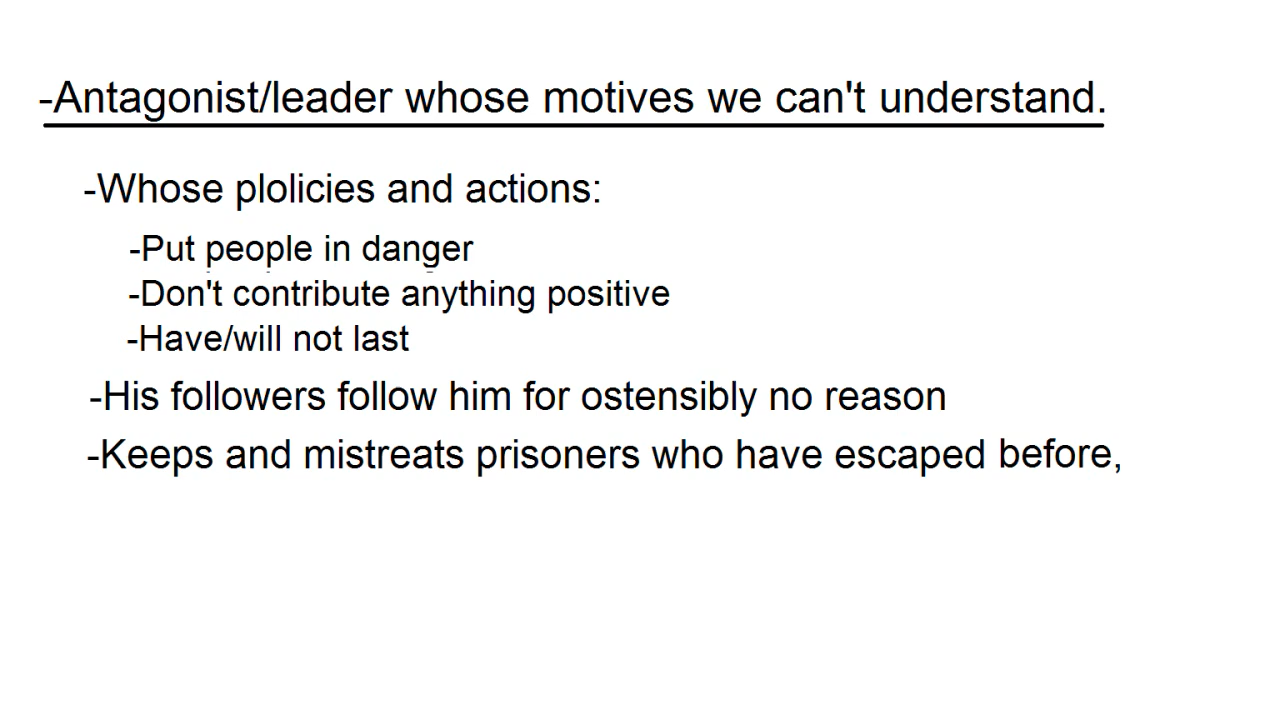 -Antagonist/leader whose motives we can't understand.
-Whose plolicies and actions:
-Put people in danger
-Don't contribute anything positive
-Have/will not last
-His followers follow him for ostensibly no reason
-Keeps and mistreats prisoners who have escaped before,